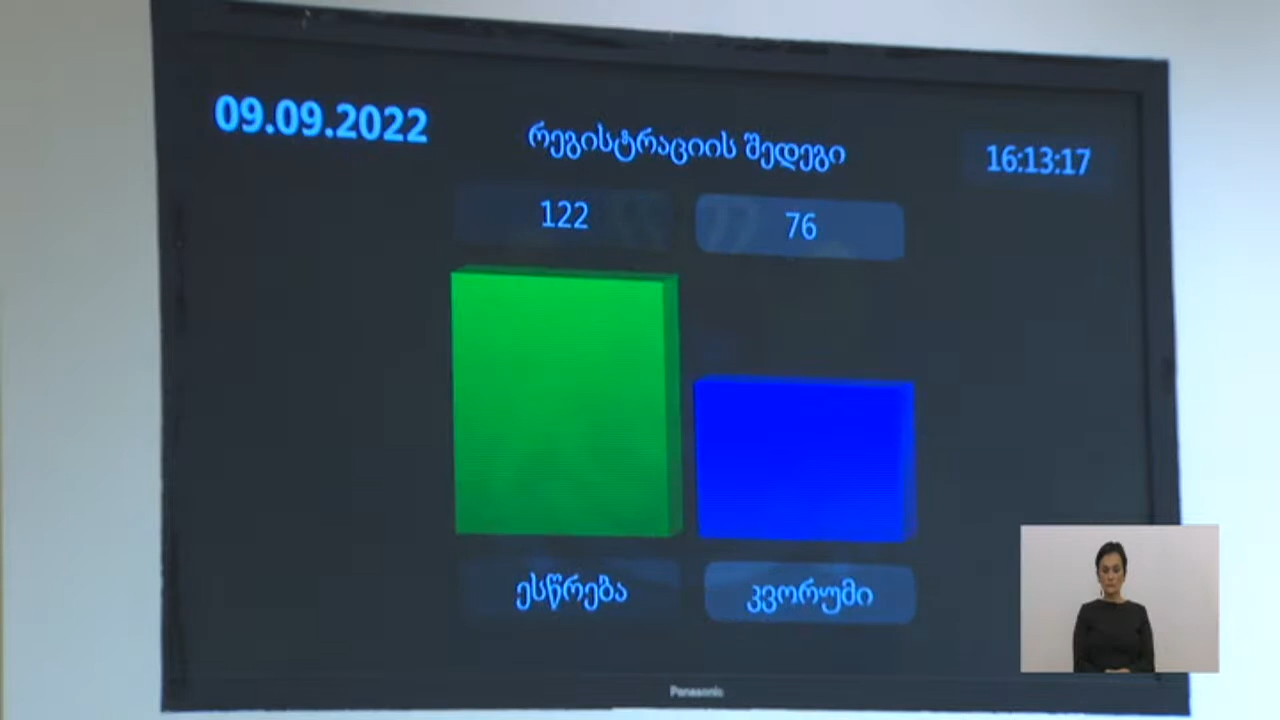 09.09.2022
რეგისტრაციის შედეგი
16:13:17
122
76
ესწრება
კვორუმი
Panasonic